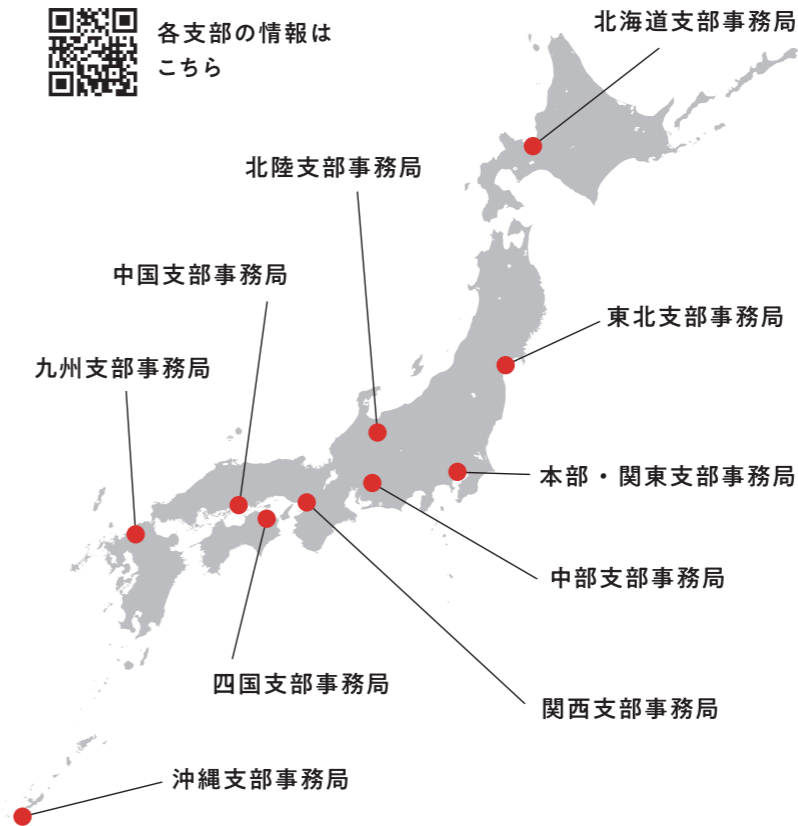 各支部の情報は
こちら
北海道支部事務局
北陸支部事務局
中国支部事務局
東北支部事務局
九州支部事務局
本部・関東支部事務局
中部支部事務局
四国支部事務局
関西支部事務局
沖縄支部事務局